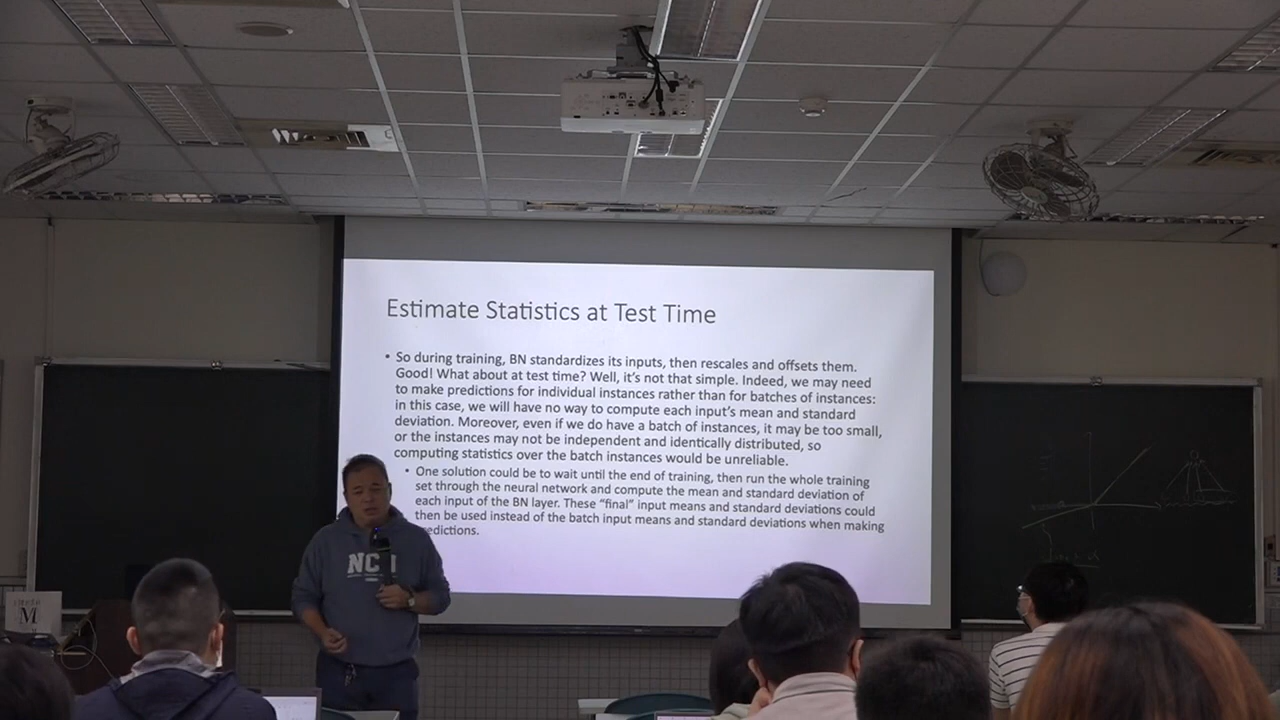 Estimate Statistics at Test Time
• So during training, BN standardizes its inputs, then rescales and offsets them.
Good! What about at test time? Well, it's not that simple. Indeed, we may need
to make predictions for individual instances rather than for batches of instances:
in this case, we will have no way to compute each input's mean and standard
deviation. Moreover, even if we do have a batch of instances, it may be too small,
or the instances may not be independent and identically distributed, so
computing statistics over the batch instances would be unreliable.
• One solution could be to wait until the end of training, then run the whole training
set through the neural network and compute the mean and standard deviation of
each input of the BN layer. These “final” input means and standard deviations could
then be used instead of the batch input means and standard deviations when making
redictions.
M